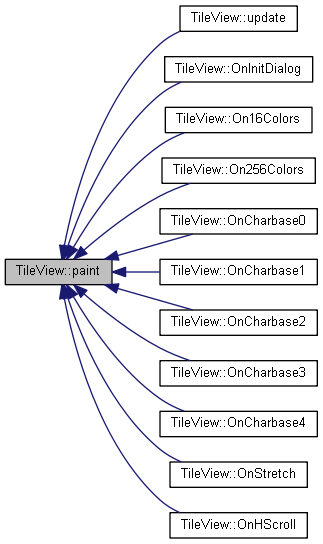 TileView::update
TileView::OnInitDialog
TileView::On16Colors
TileView::On256Colors
TileView::OnCharbase0
TileView::paint
TileView::OnCharbase1
TileView::OnCharbase2
TileView::OnCharbase3
TileView::OnCharbase4
TileView::OnStretch
TileView::OnHScroll